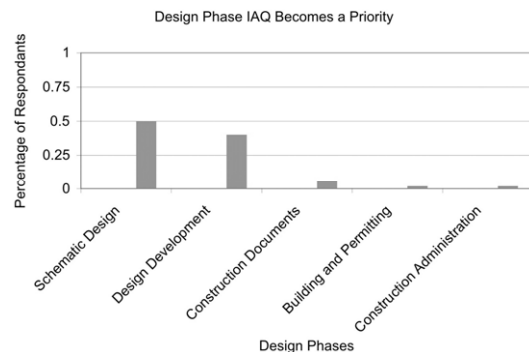 Design Phase IAQ Becomes a Priority
Percentage of Respondants
1
0.75
0.5
0.25
0
Schematic Design
Design Development
Construction Documents
Building and Permitting
Construction Administration
Design Phases